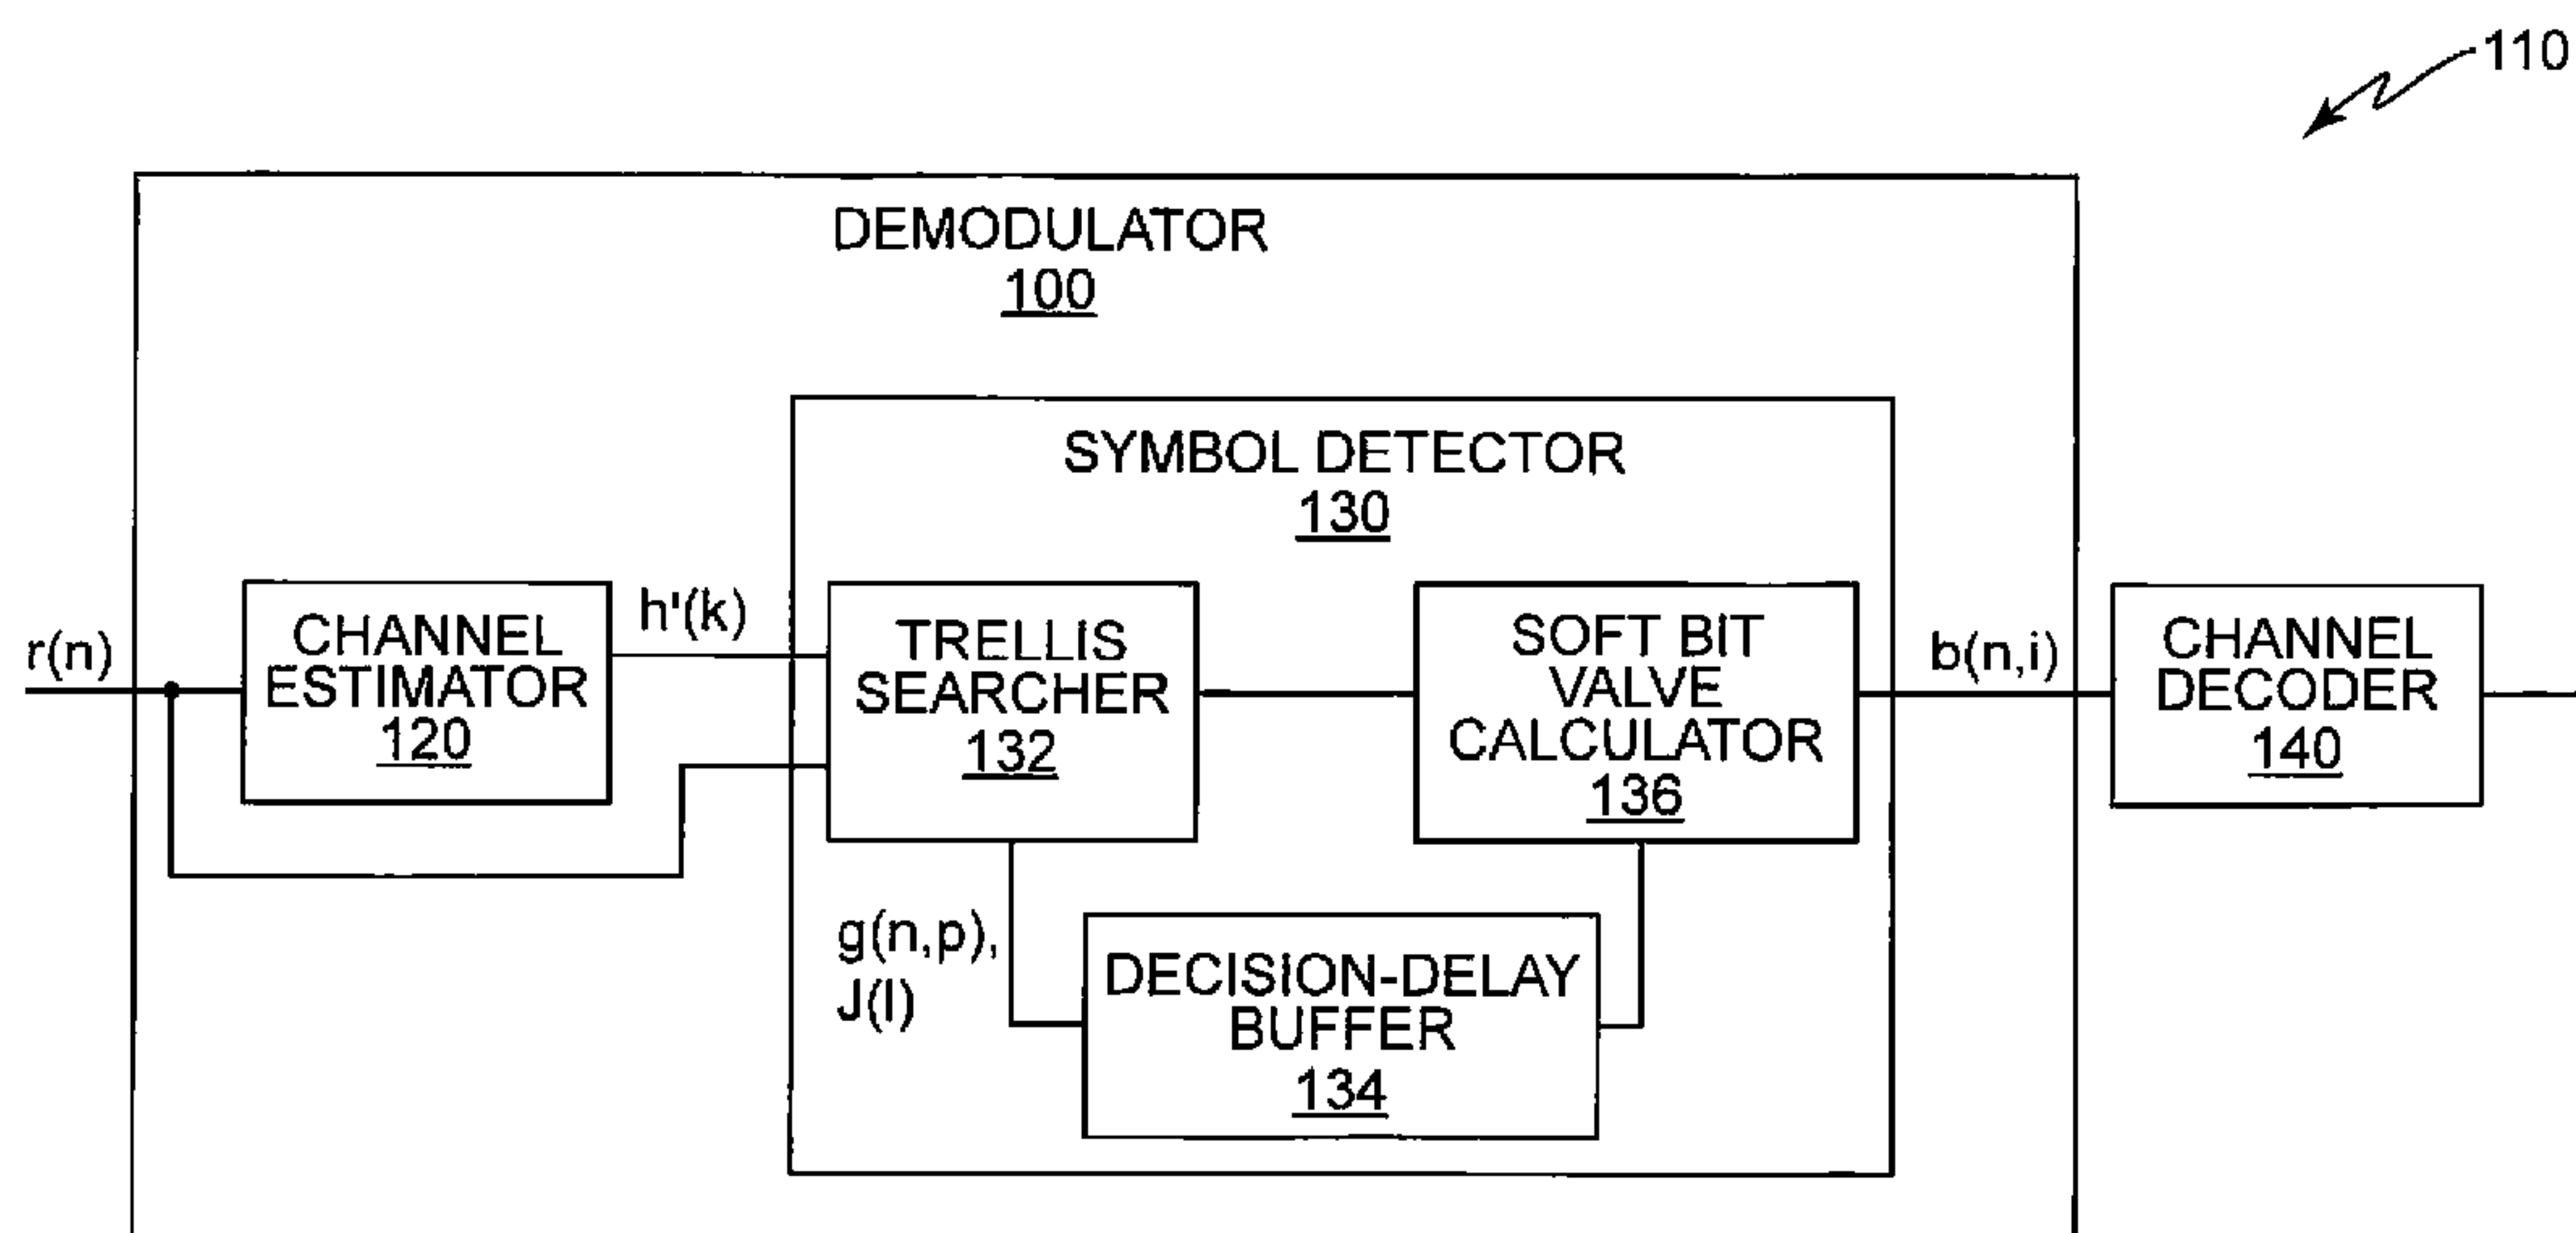 110
DEMODULATOR
100
SYMBOL DETECTOR
130
r(n)
CHANNEL
ESTIMATOR
120
h'(k)
TRELLIS
SEARCHER
132
SOFT BIT
VALVE
CALCULATOR
136
b(n,i)
CHANNEL
DECODER
140
g(n,p),
J(l)
DECISION-DELAY
BUFFER
134